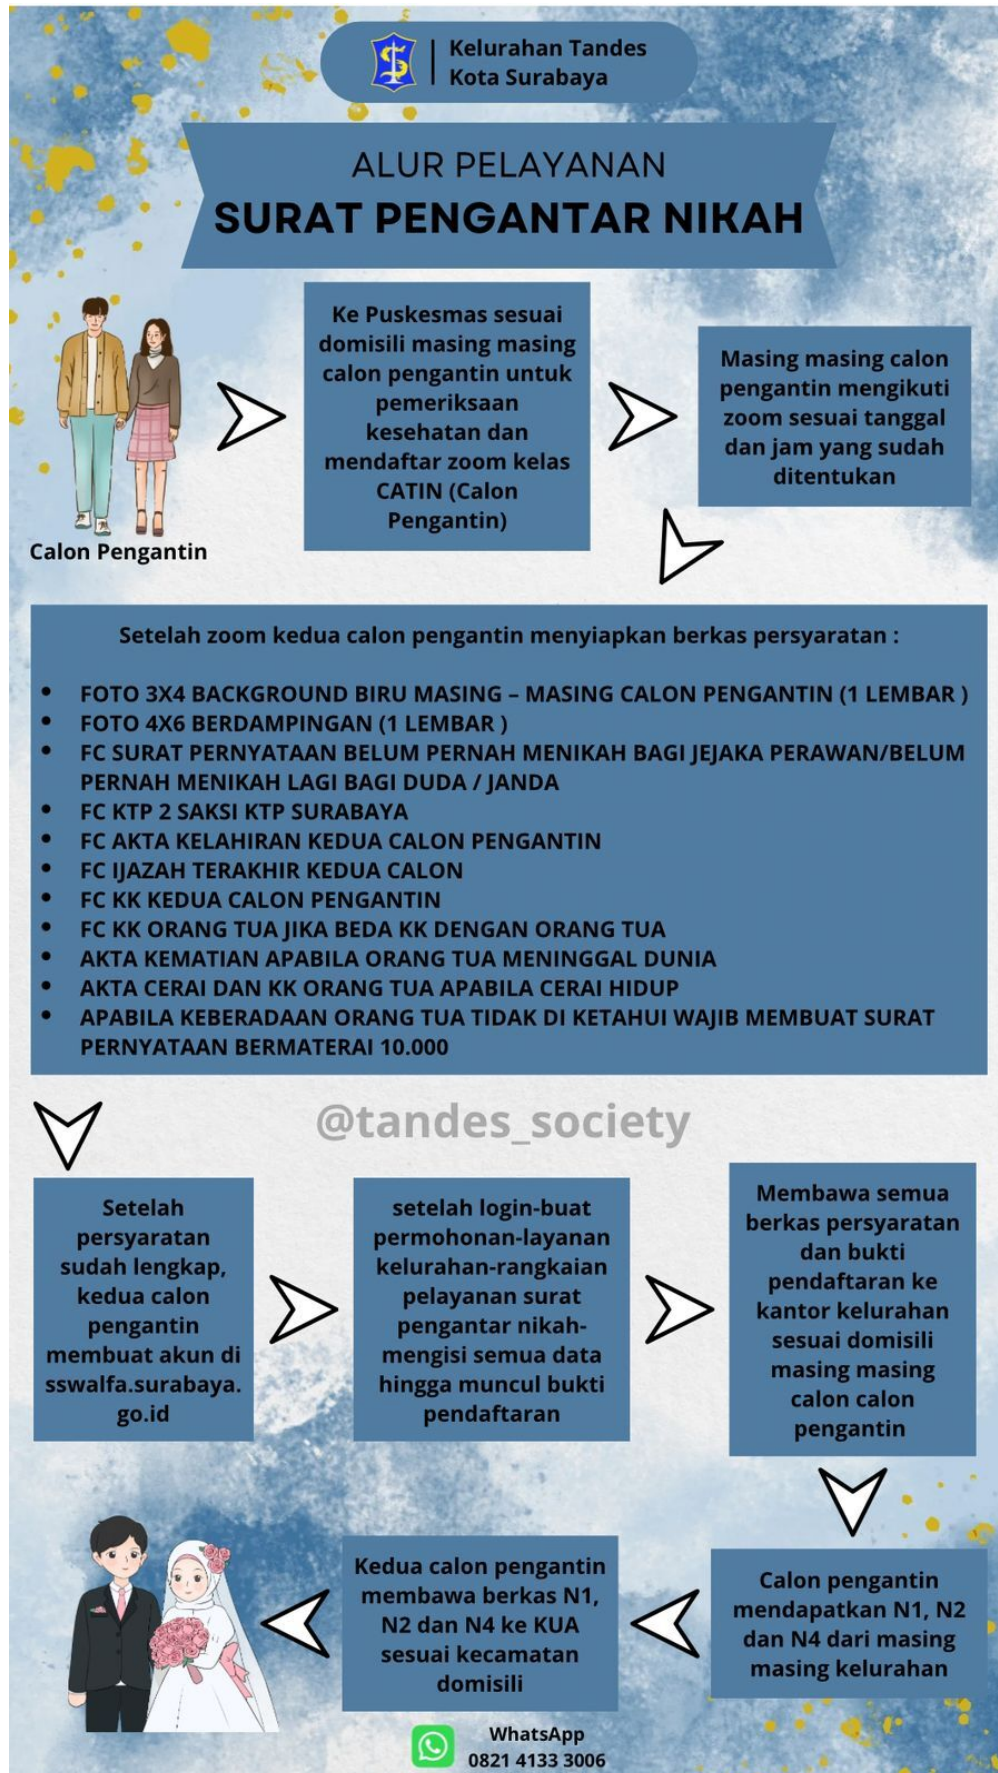 Kelurahan Tandes
Kota Surabaya
ALUR PELAYANAN
SURAT PENGANTAR NIKAH
Calon Pengantin
Ke Puskesmas sesuai
domisili masing masing
calon pengantin untuk
pemeriksaan
kesehatan dan
mendaftar zoom kelas
CATIN (Calon
Pengantin)
Masing masing calon
pengantin mengikuti
zoom sesuai tanggal
dan jam yang sudah
ditentukan
Setelah zoom kedua calon pengantin menyiapkan berkas persyaratan :
• FOTO 3X4 BACKGROUND BIRU MASING – MASING CALON PENGANTIN (1 LEMBAR )
• FOTO 4X6 BERDAMPINGAN (1 LEMBAR )
• FC SURAT PERNYATAAN BELUM PERNAH MENIKAH BAGI JEJAKA PERAWAN/BELUM
PERNAH MENIKAH LAGI BAGI DUDA / JANDA
• FC KTP 2 SAKSI KTP SURABAYA
• FC AKTA KELAHIRAN KEDUA CALON PENGANTIN
• FC IJAZAH TERAKHIR KEDUA CALON
• FC KK KEDUA CALON PENGANTIN
• FC KK ORANG TUA JIKA BEDA KK DENGAN ORANG TUA
• AKTA KEMATIAN APABILA ORANG TUA MENINGGAL DUNIA
• AKTA CERAI DAN KK ORANG TUA APABILA CERAI HIDUP
• APABILA KEBERADAAN ORANG TUA TIDAK DI KETAHUI WAJIB MEMBUAT SURAT
PERNYATAAN BERMATERAI 10.000
@tandes_society
Setelah
persyaratan
sudah lengkap,
kedua calon
pengantin
membuat akun di
sswalfa.surabaya.
go.id
setelah login-buat
permohonan-layanan
kelurahan-rangkaian
pelayanan surat
pengantar nikah-
mengisi semua data
hingga muncul bukti
pendaftaran
Membawa semua
berkas persyaratan
dan bukti
pendaftaran ke
kantor kelurahan
sesuai domisili
masing masing
calon calon
pengantin
Calon pengantin
mendapatkan N1, N2
dan N4 dari masing
masing kelurahan
Kedua calon pengantin
membawa berkas N1,
N2 dan N4 ke KUA
sesuai kecamatan
domisili
WhatsApp
0821 4133 3006